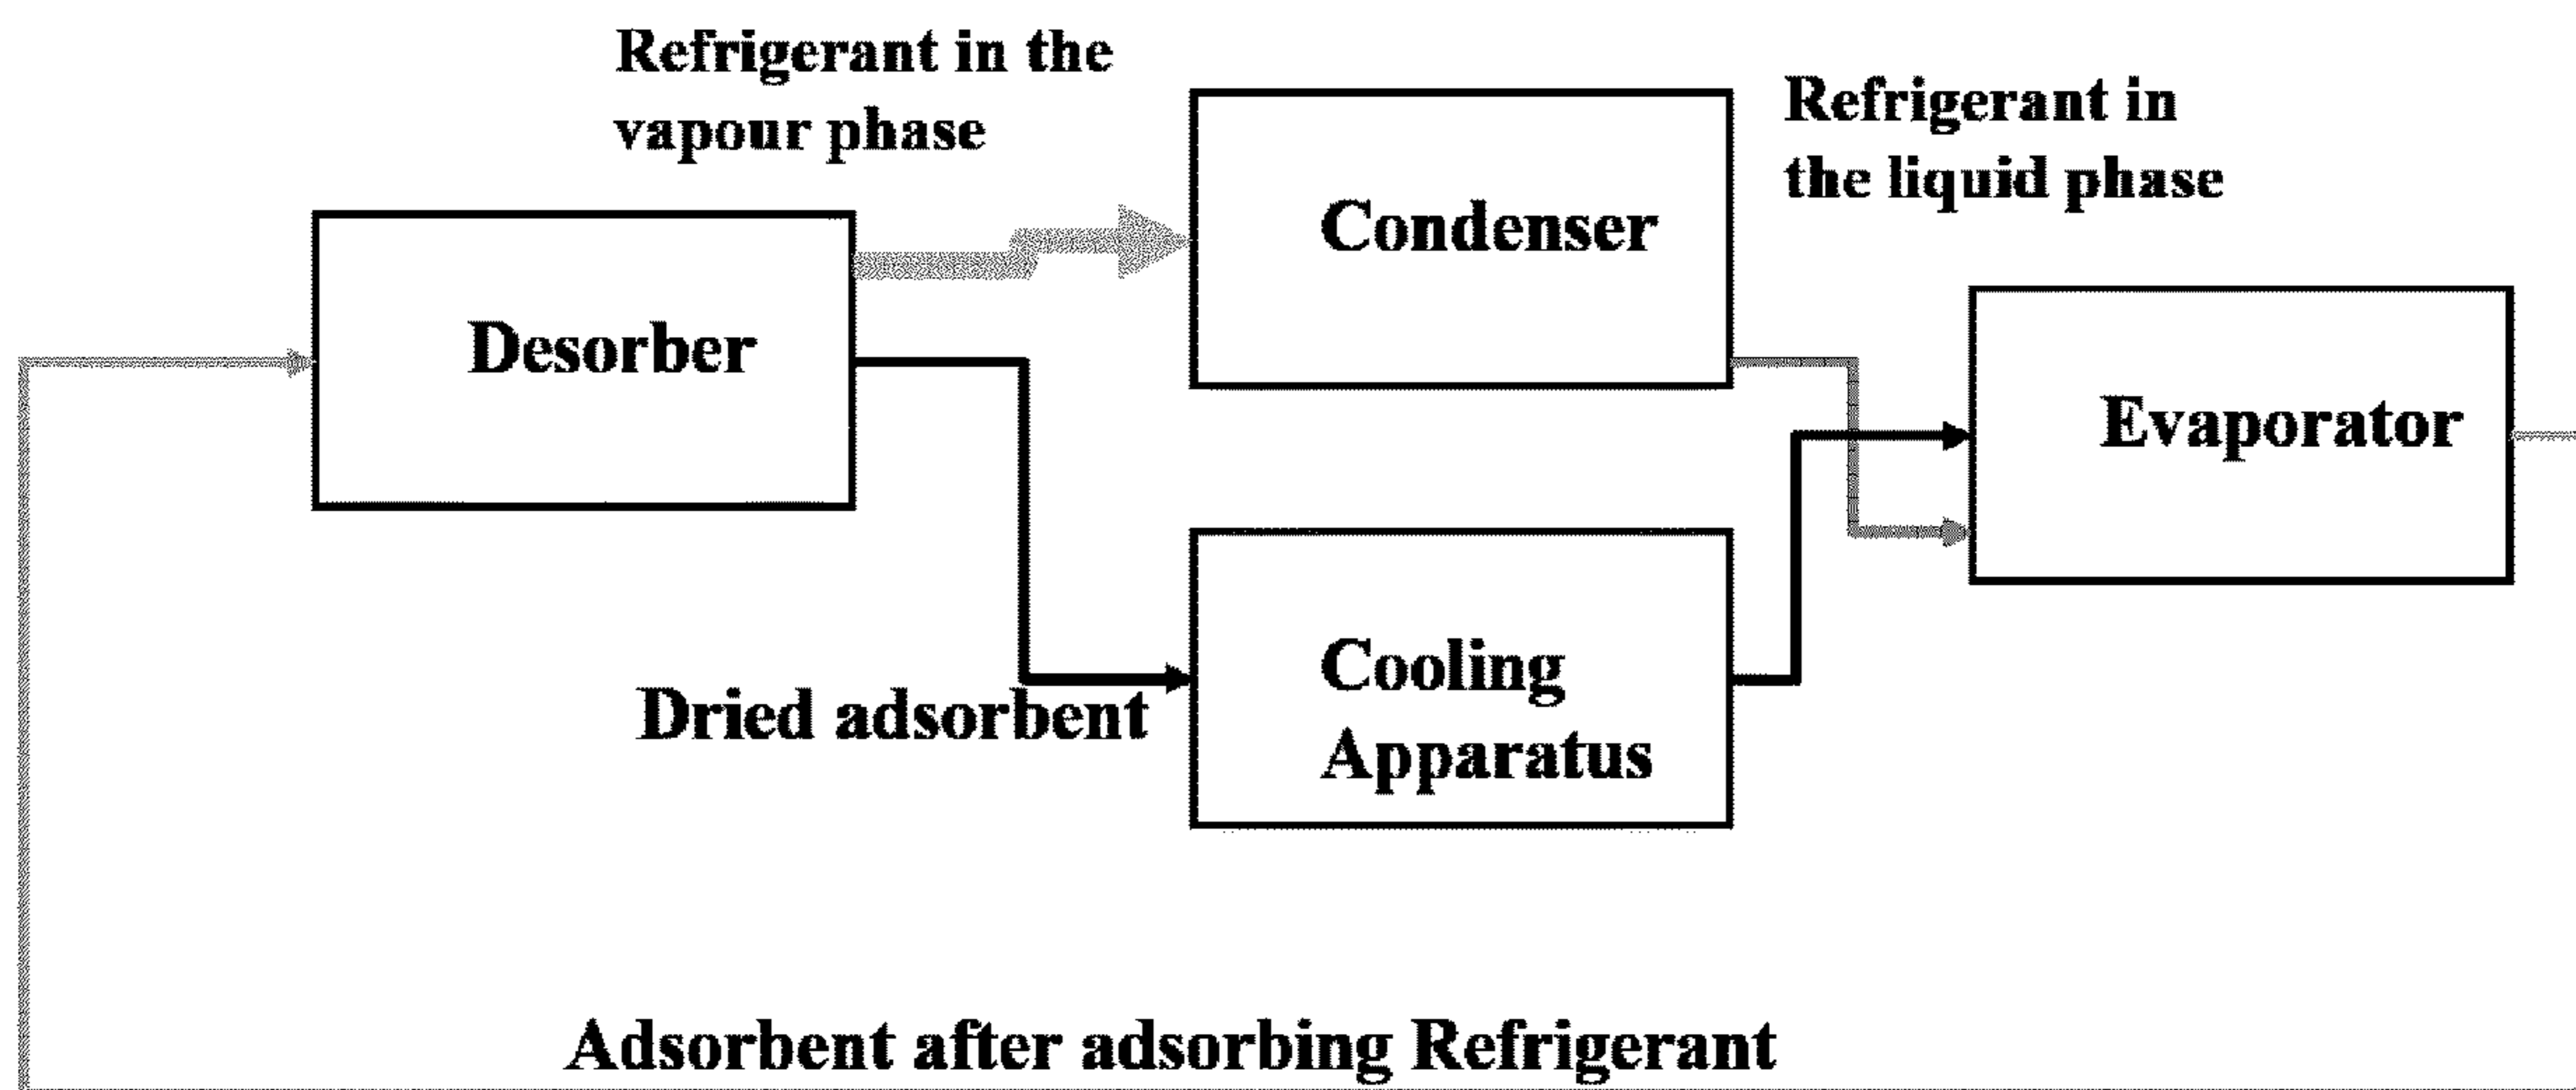 Refrigerant in the
vapour phase
Refrigerant in
the liquid phase
Condenser
Desorber
Evaporator
Cooling
Apparatus
Dried adsorbent
Adsorbent after adsorbing Refrigerant